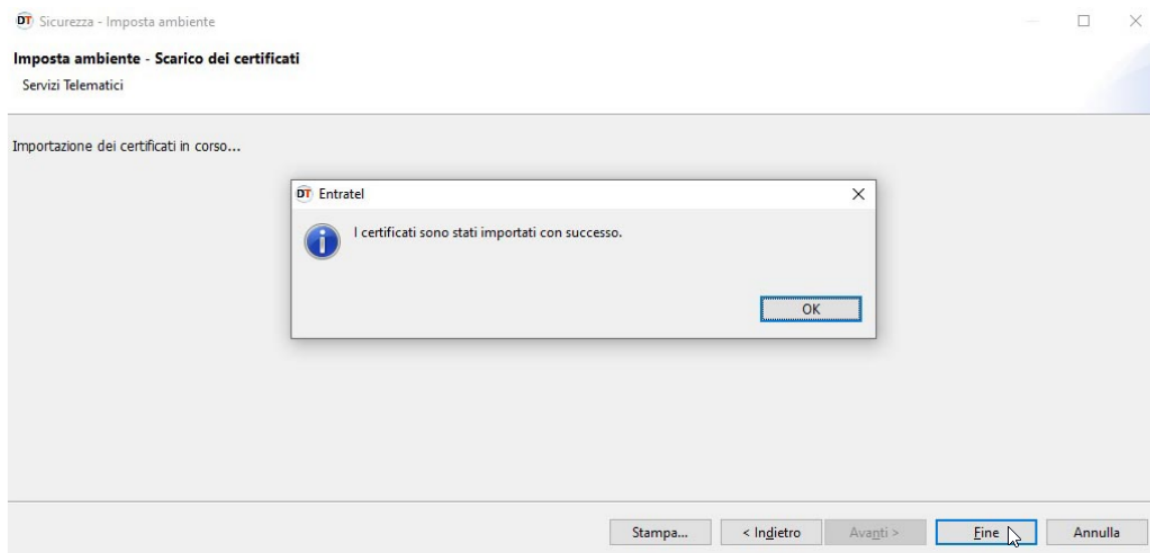 DT Sicurezza - Imposta ambiente
Imposta ambiente - Scarico dei certificati
Servizi Telematici
Importazione dei certificati in corso...
DT Entratel
I certificati sono stati importati con successo.
OK
Stampa... < Indietro Avanti > Fine Annulla